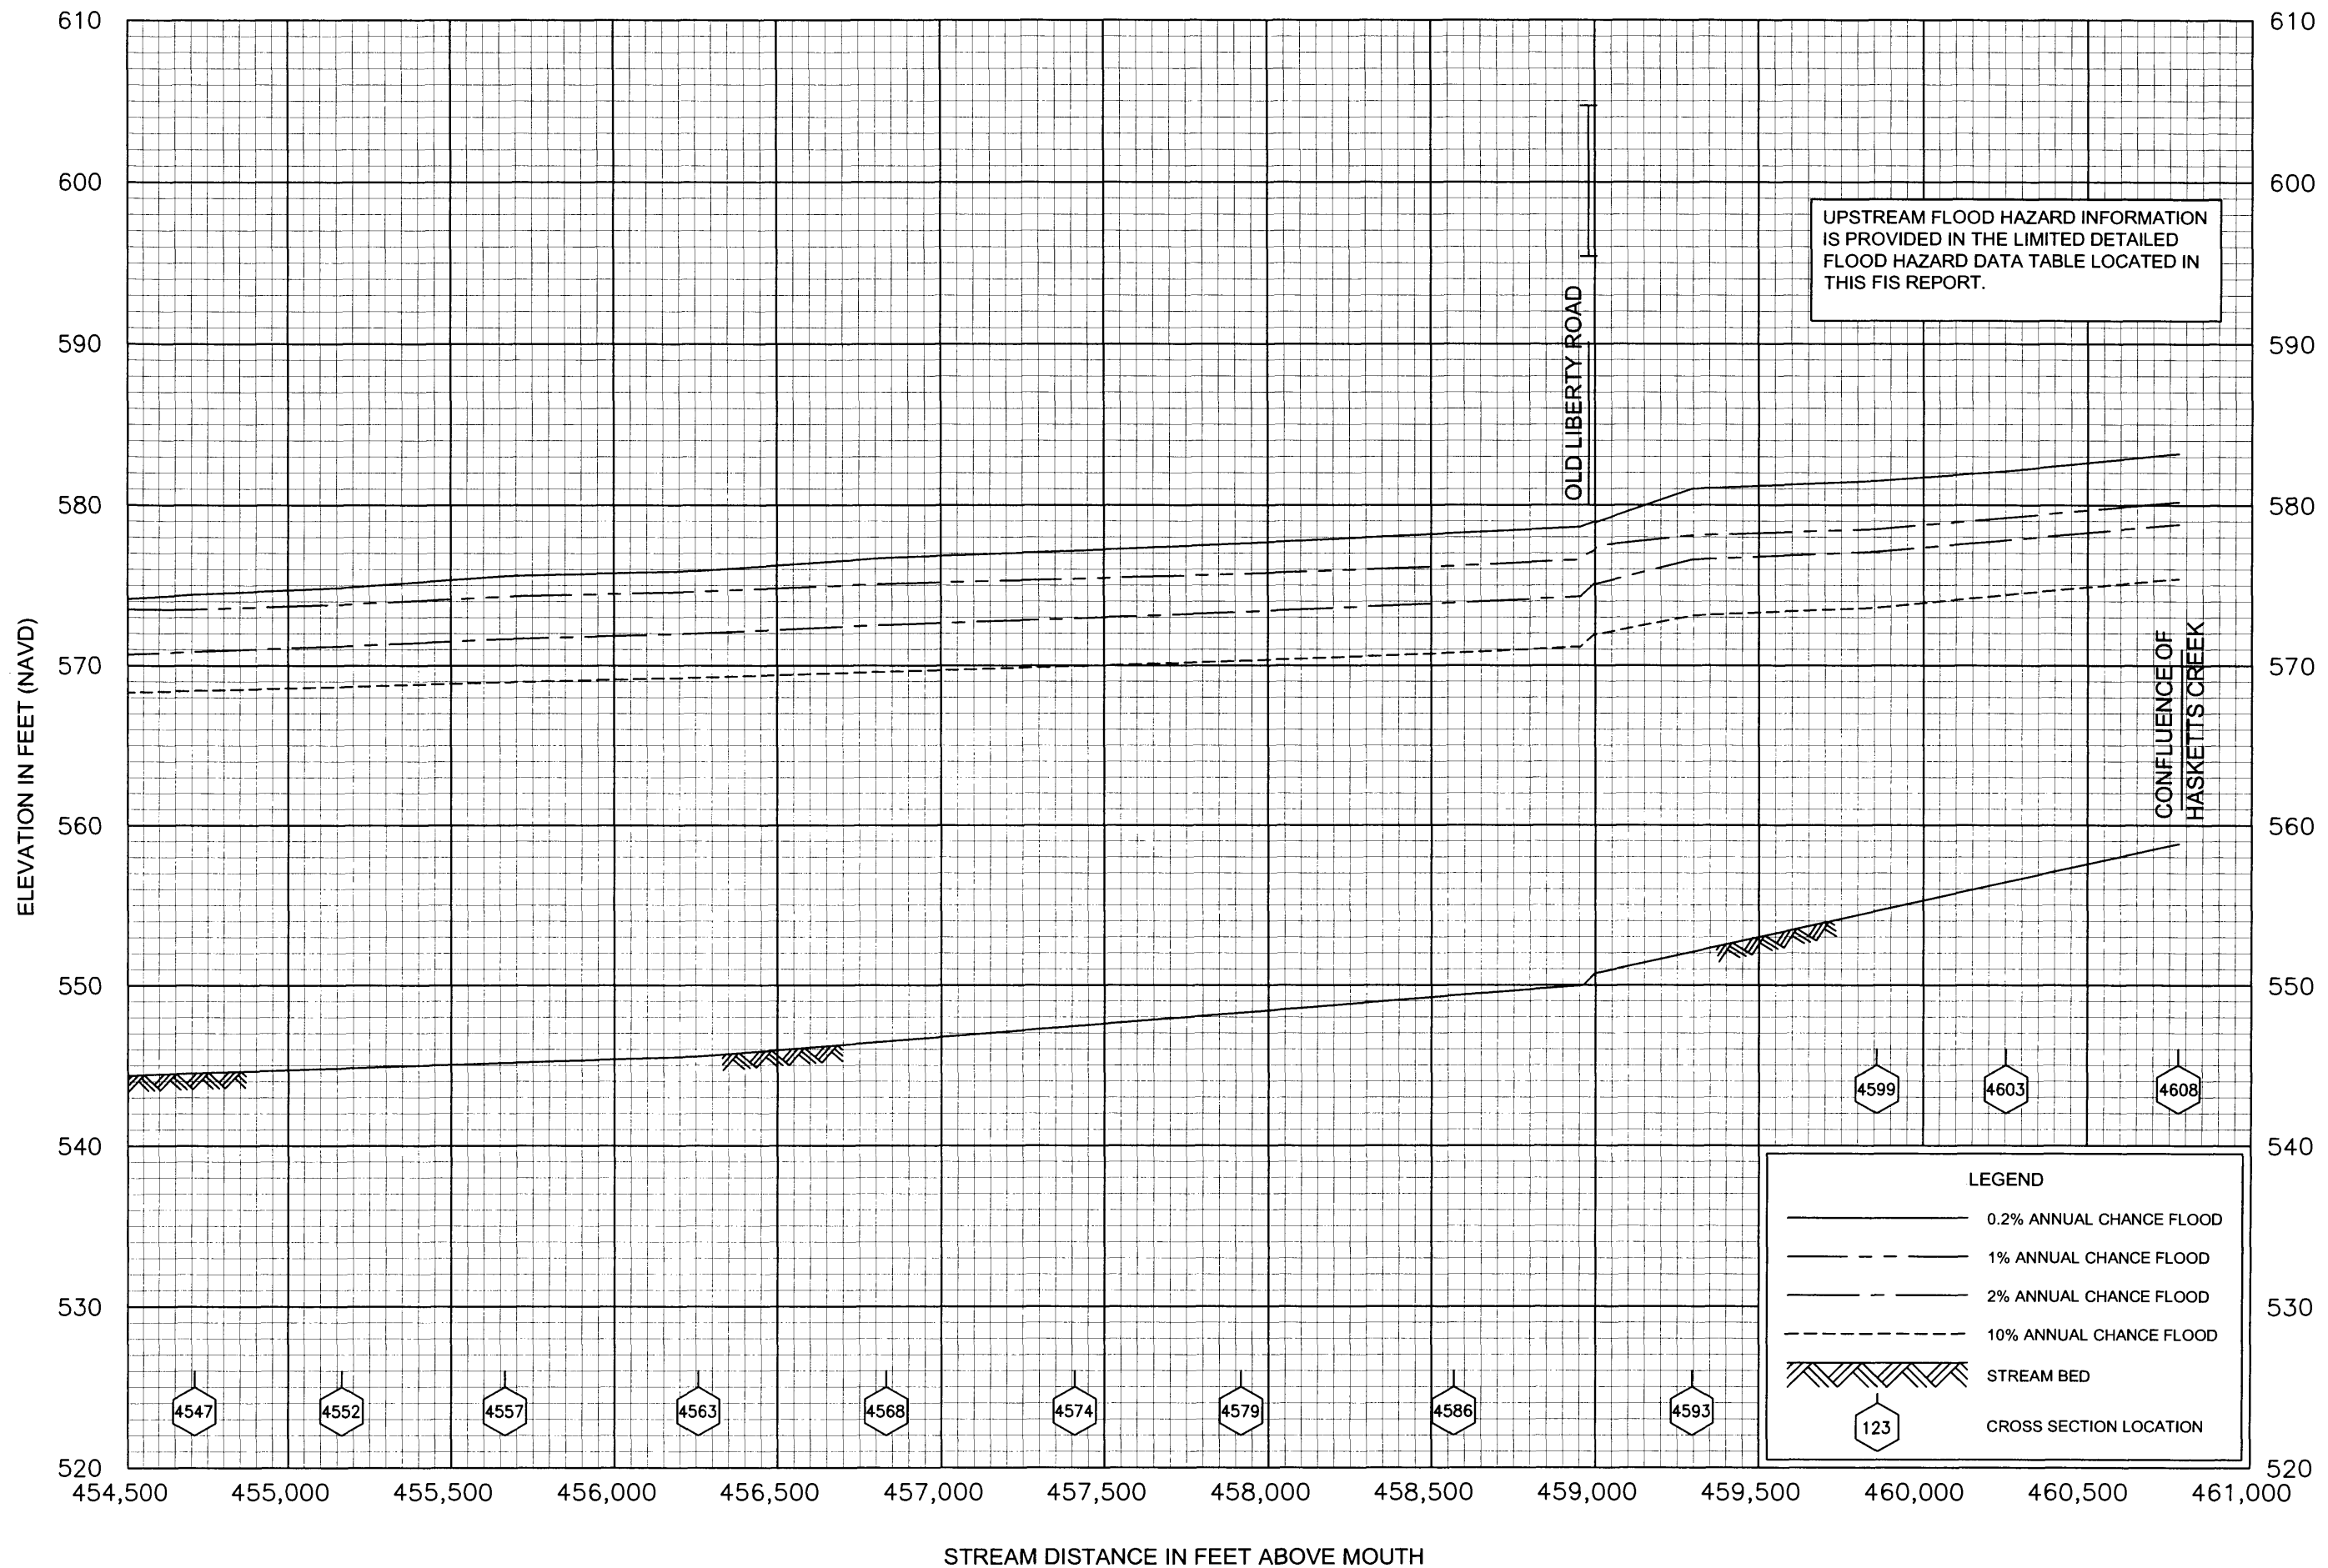 610
610
600
600
590
590
580
580
570
570
560
560
550
550
540
540
530
530
520
520
ELEVATION IN FEET (NAVD)
UPSTREAM FLOOD HAZARD INFORMATION
IS PROVIDED IN THE LIMITED DETAILED
FLOOD HAZARD DATA TABLE LOCATED IN
THIS FIS REPORT.
OLD LIBERTY ROAD
CONFLUENCE OF
HASKETTS CREEK
4599
4603
4608
4547
4552
4557
4563
4568
4574
4579
4586
4593
LEGEND
0.2% ANNUAL CHANCE FLOOD
1% ANNUAL CHANCE FLOOD
2% ANNUAL CHANCE FLOOD
10% ANNUAL CHANCE FLOOD
STREAM BED
123 CROSS SECTION LOCATION
454,500 455,000 455,500 456,000 456,500 457,000 457,500 458,000 458,500 459,000 459,500 460,000 460,500 461,000
STREAM DISTANCE IN FEET ABOVE MOUTH